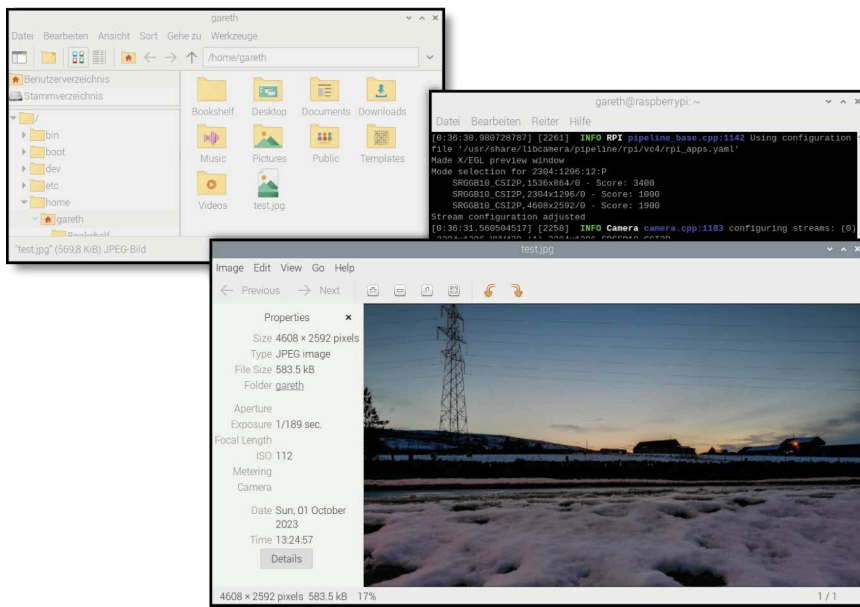 gareth
Datei Bearbeiten Ansicht Sort Gehe zu Werkzeuge
/home/gareth
Benutzerverzeichnis
Stammverzeichnis
/
bin
boot
dev
etc
home
gareth
Bookshelf
Bookshelf Desktop Documents Downloads
Music Pictures Public Templates
Videos test.jpg
"test.jpg" (569,8 KiB) JPEG-Bild
gareth@raspberrypi: ~
Datei Bearbeiten Reiter Hilfe
[0:36:30.980728787] [2261] INFO RPI pipeline_base.cpp:1142 Using configuration
file '/usr/share/libcamera/pipeline/rpi/vc4/rpi_apps.yaml'
Made X/EGL preview window
Mode selection for 2304:1296:12:P
SRGGB10_CSI2P,1536x864/0 - Score: 3400
SRGGB10_CSI2P,2304x1296/0 - Score: 1000
SRGGB10_CSI2P,4608x2592/0 - Score: 1900
Stream configuration adjusted
[0:36:31.560504517] [2258] INFO Camera camera.cpp:1183 configuring streams: (0)
test.jpg
Image Edit View Go Help
Previous Next
Properties
Size 4608 × 2592 pixels
Type JPEG image
File Size 583.5 kB
Folder gareth
Aperture
Exposure 1/189 sec.
Focal Length
ISO 112
Metering
Camera
Date Sun, 01 October
2023
Time 13:24:57
Details
4608 × 2592 pixels 583.5 kB 17%
1 / 1